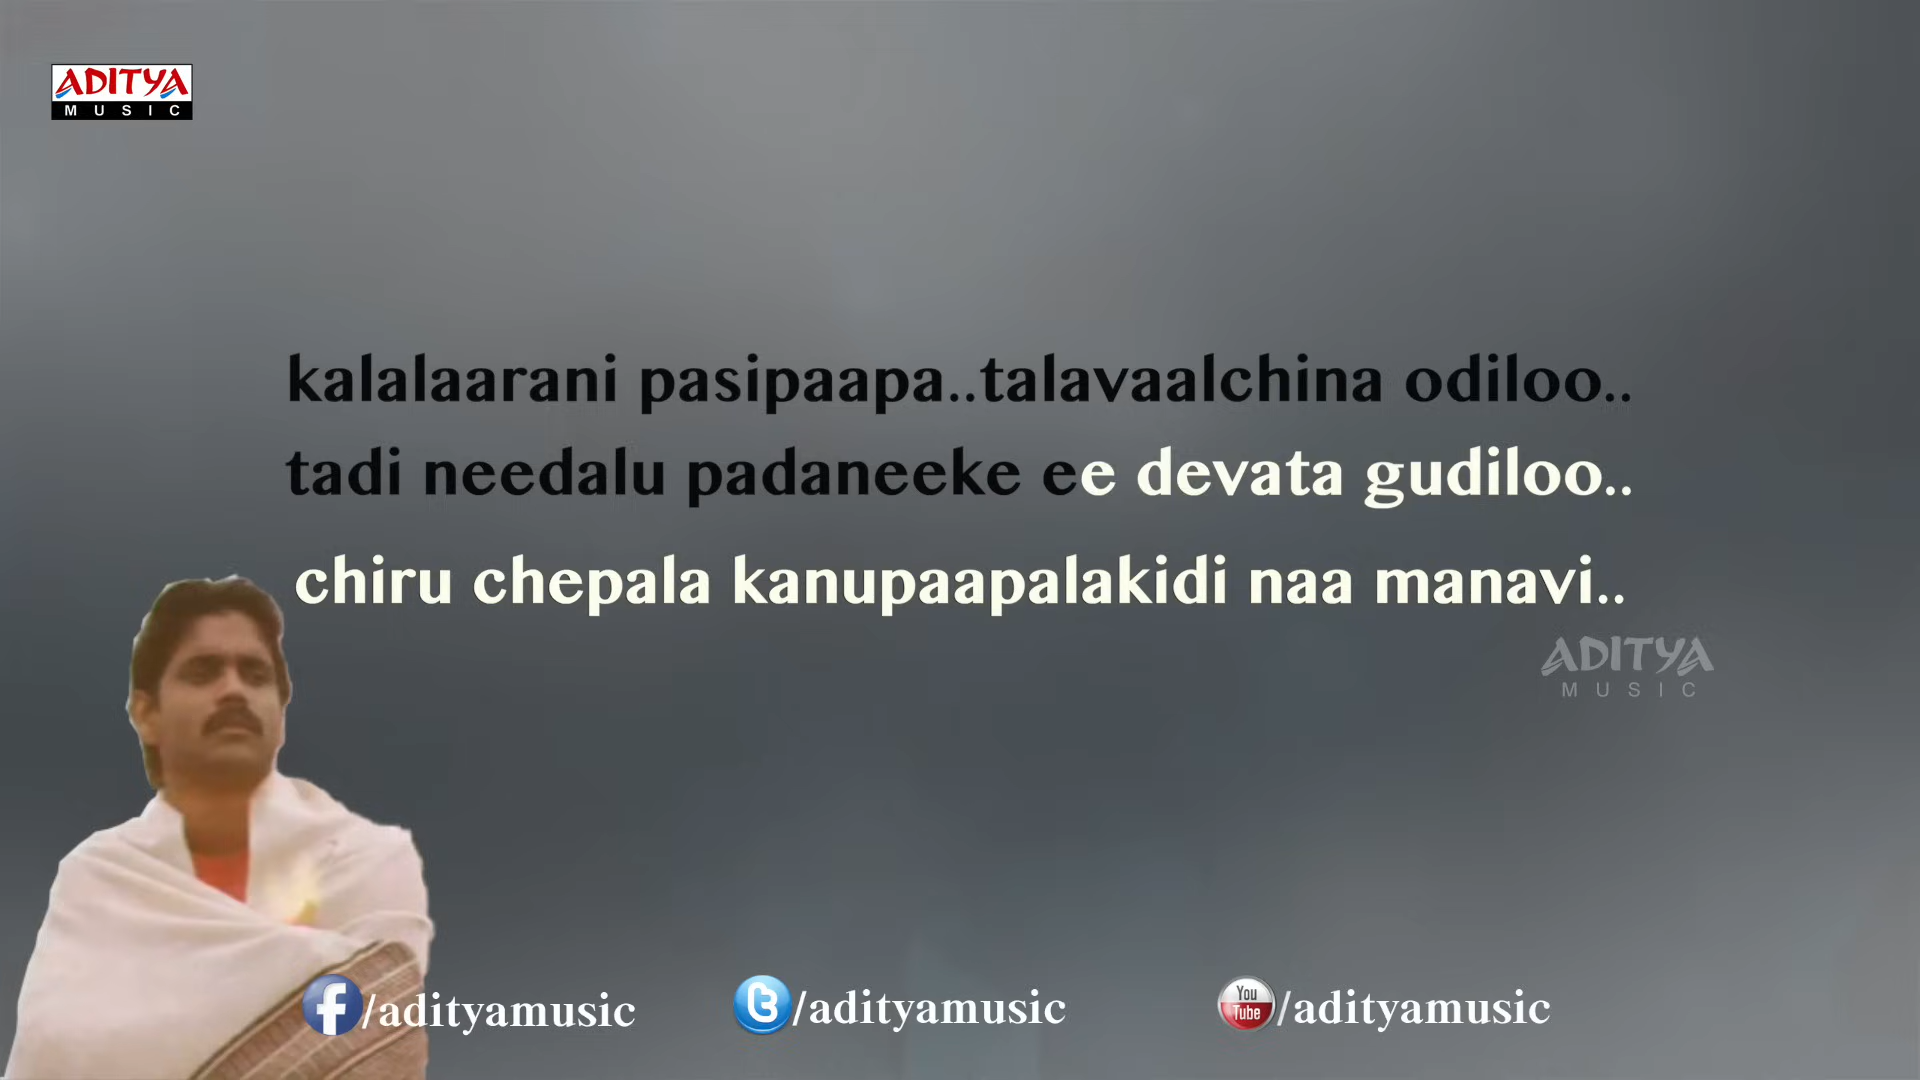 ADITYA
MUSIC
kalalaarani pasipaapa..talavaalchina odiloo..
tadi needalu padaneeke ee devata gudiloo..
chiru chepala kanupaapalakidi naa manavi..
ADITYA
MUSIC
f/adityamusic
t/adityamusic
You Tube/adityamusic